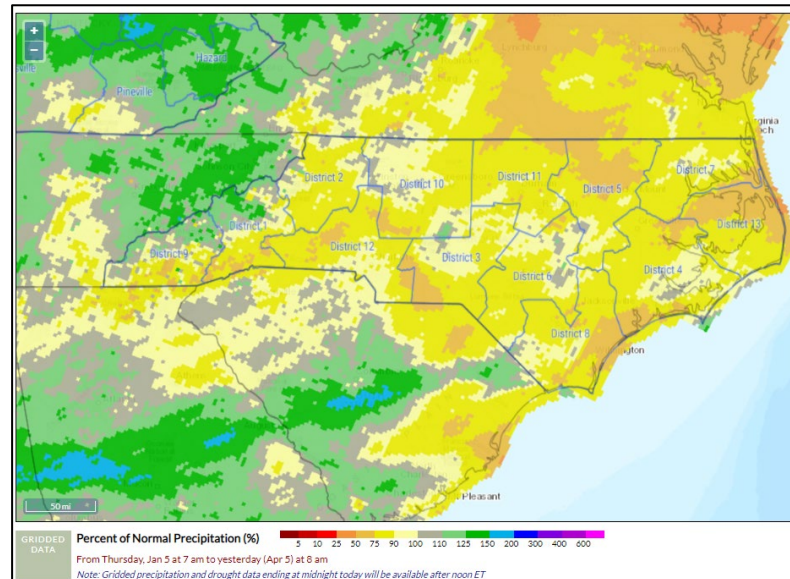 +
−
Hazard
Pineville
ville
Virginia
District 2
District 10
District 11
District 5
District 7
District 1
District 13
District 12
District 9
District 3
District 6
District 4
District 8
ngton
Pleasant
50 mi
GRIDDED
DATA
Percent of Normal Precipitation (%)
5 10 25 50 75 90 100 110 125 150 200 300 400 600
From Thursday, Jan 5 at 7 am to yesterday (Apr 5) at 8 am
Note: Gridded precipitation and drought data ending at midnight today will be available after noon ET